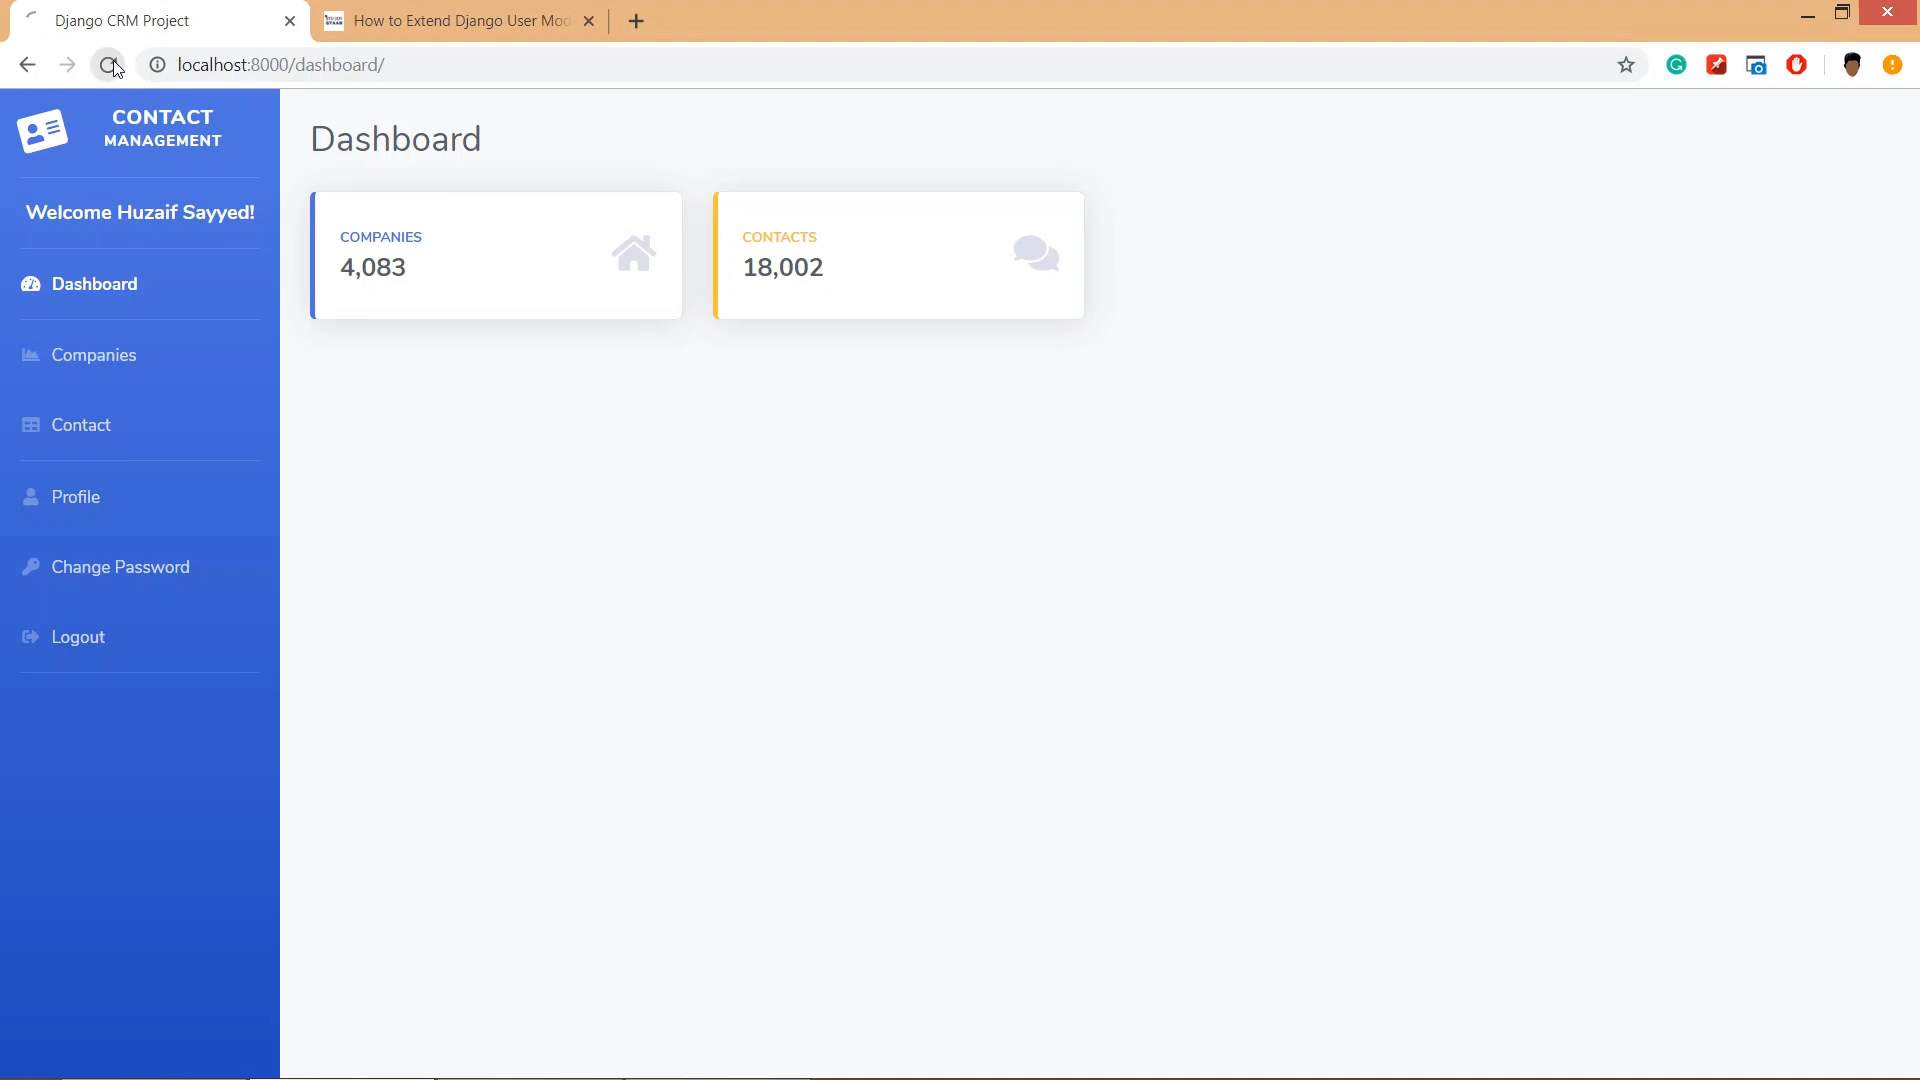 Django CRM Project
How to Extend Django User Mod
localhost:8000/dashboard/
CONTACT
MANAGEMENT
Welcome Huzaif Sayyed!
Dashboard
Companies
Contact
Profile
Change Password
Logout
Dashboard
COMPANIES
4,083
CONTACTS
18,002